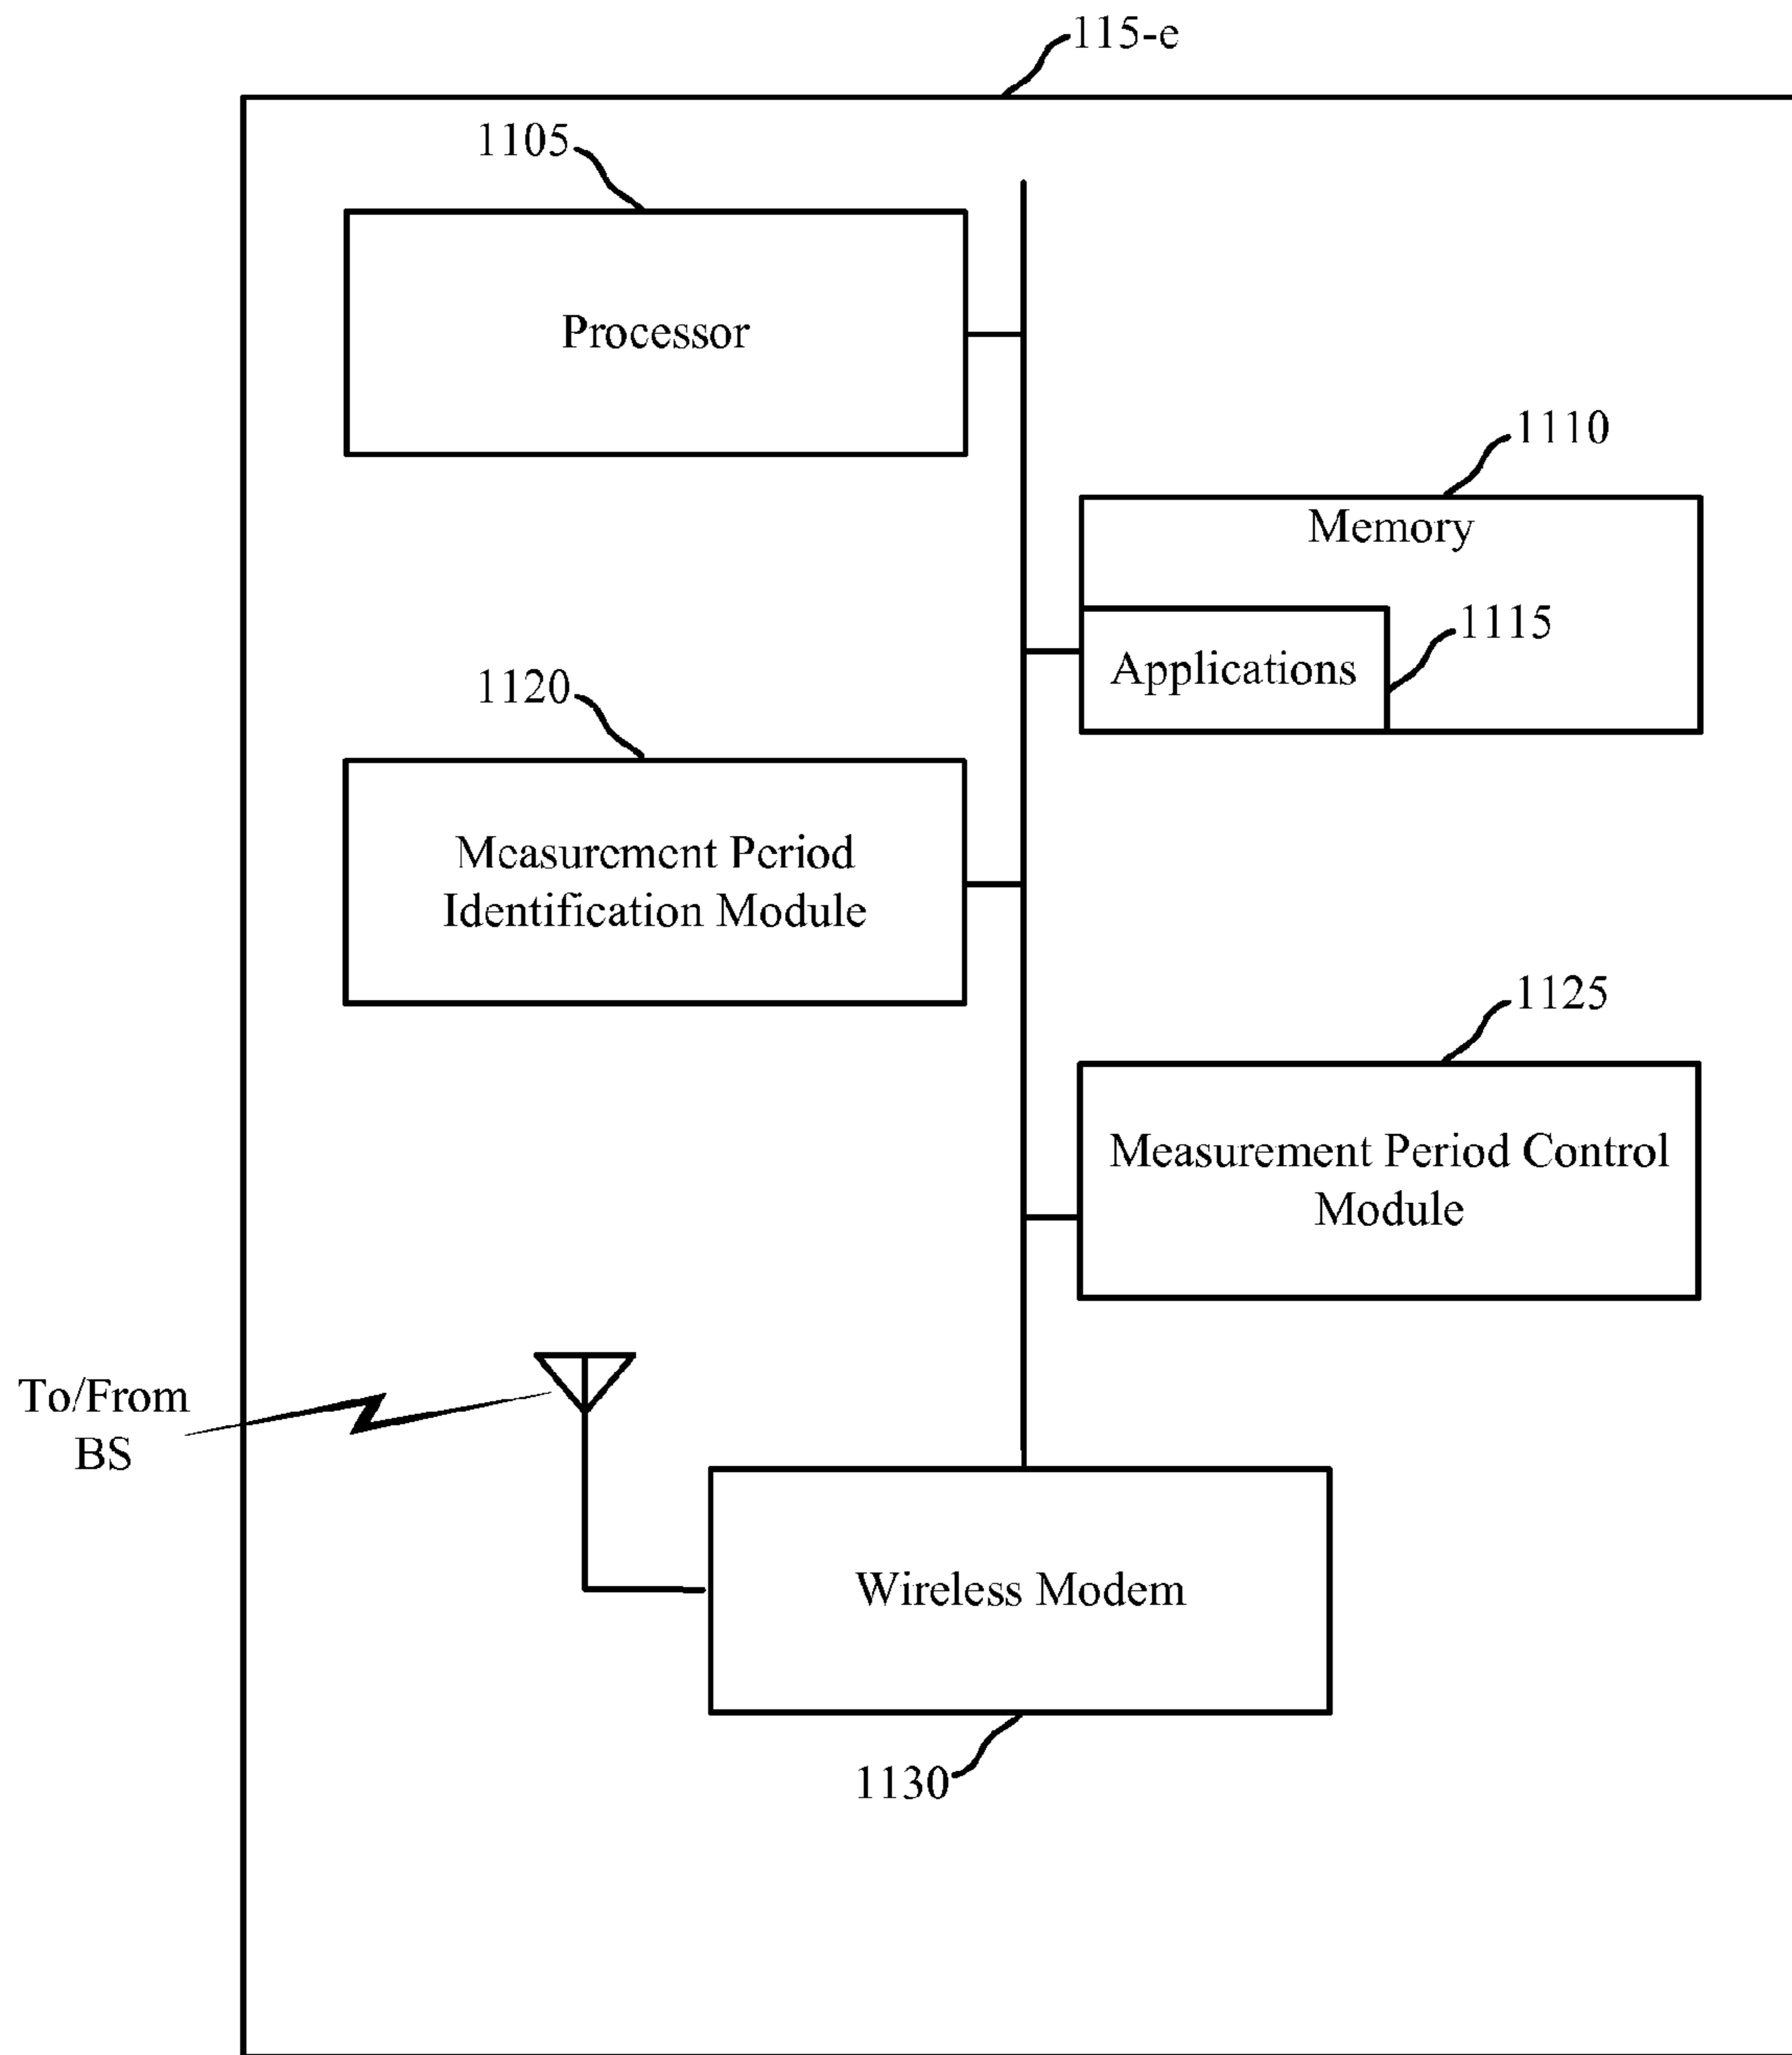 115-e
1105
Processor
1110
Memory
1115
Applications
1120
Measurement Period
Identification Module
1125
Measurement Period Control
Module
To/From
BS
Wireless Modem
1130